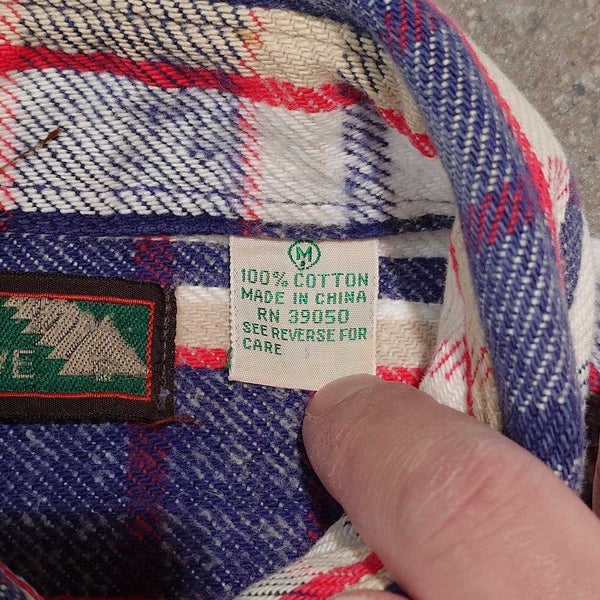 M
100% COTTON
MADE IN CHINA
RN 39050
SEE REVERSE FOR
CARE